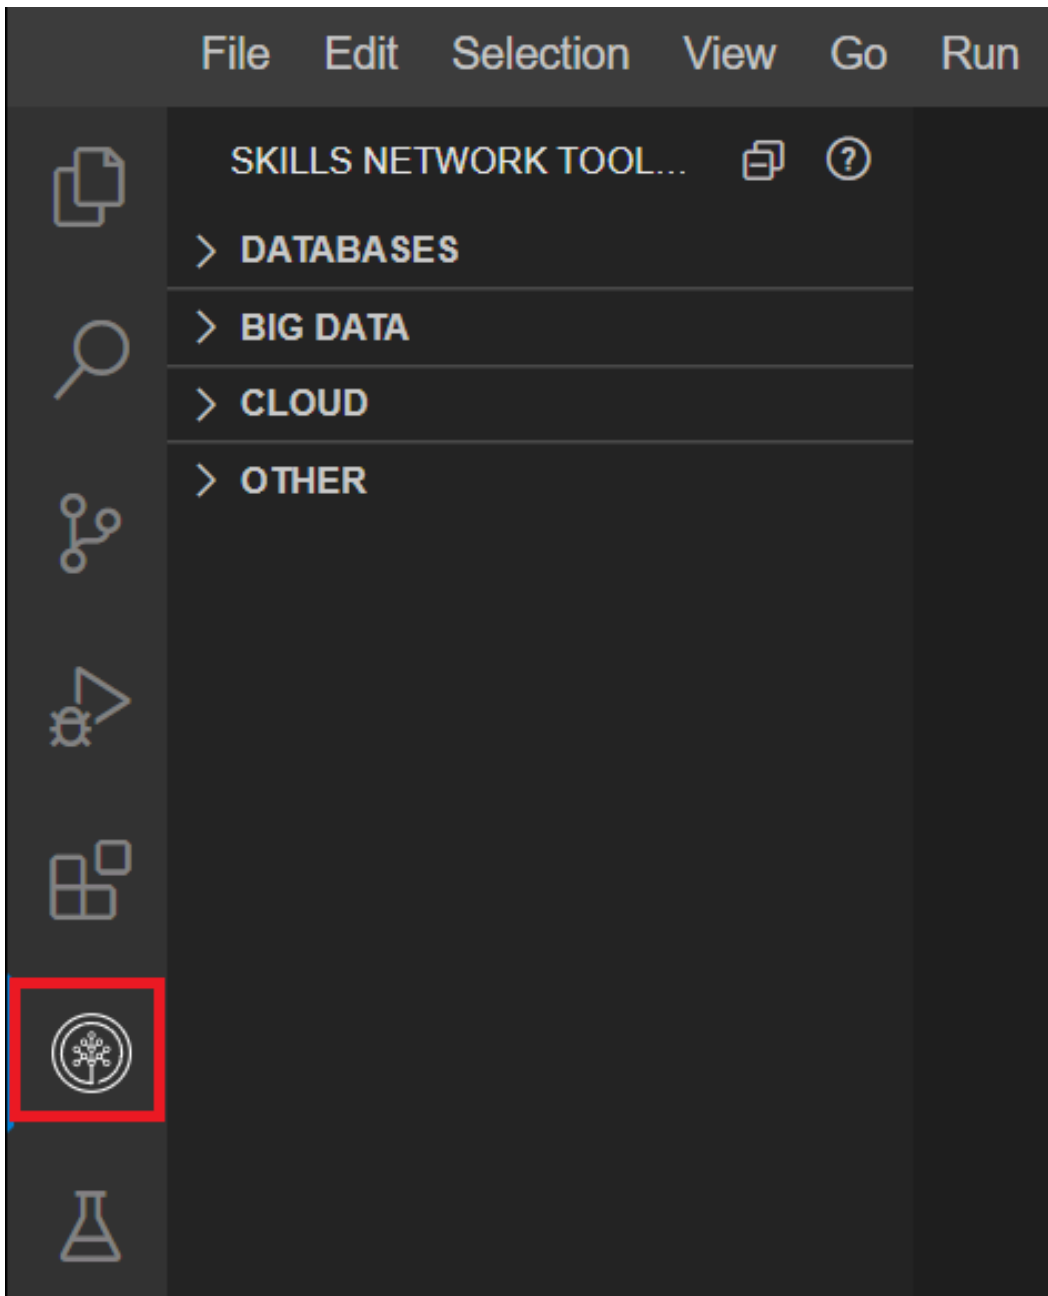 File Edit Selection View Go Run
SKILLS NETWORK TOOL...
DATABASES
BIG DATA
CLOUD
OTHER